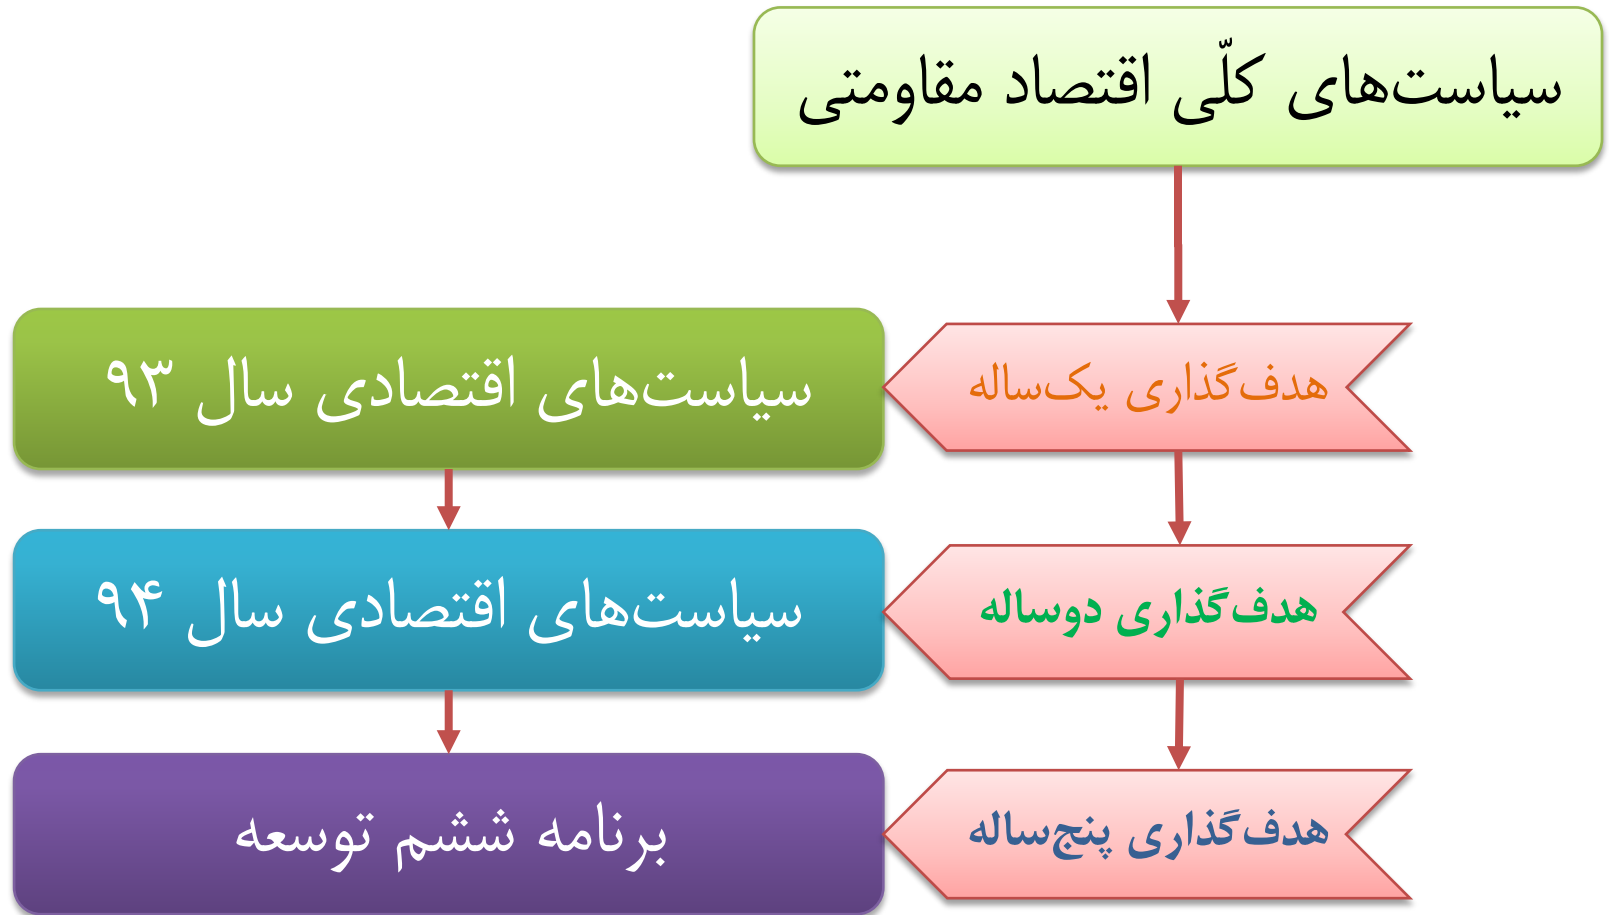 سیاست‌های کلّی اقتصاد مقاومتی
هدف‌گذاری یک‌ساله
سیاست‌های اقتصادی سال ۹۳
هدف‌گذاری دوساله
سیاست‌های اقتصادی سال ۹۴
هدف‌گذاری پنج‌ساله
برنامه ششم توسعه